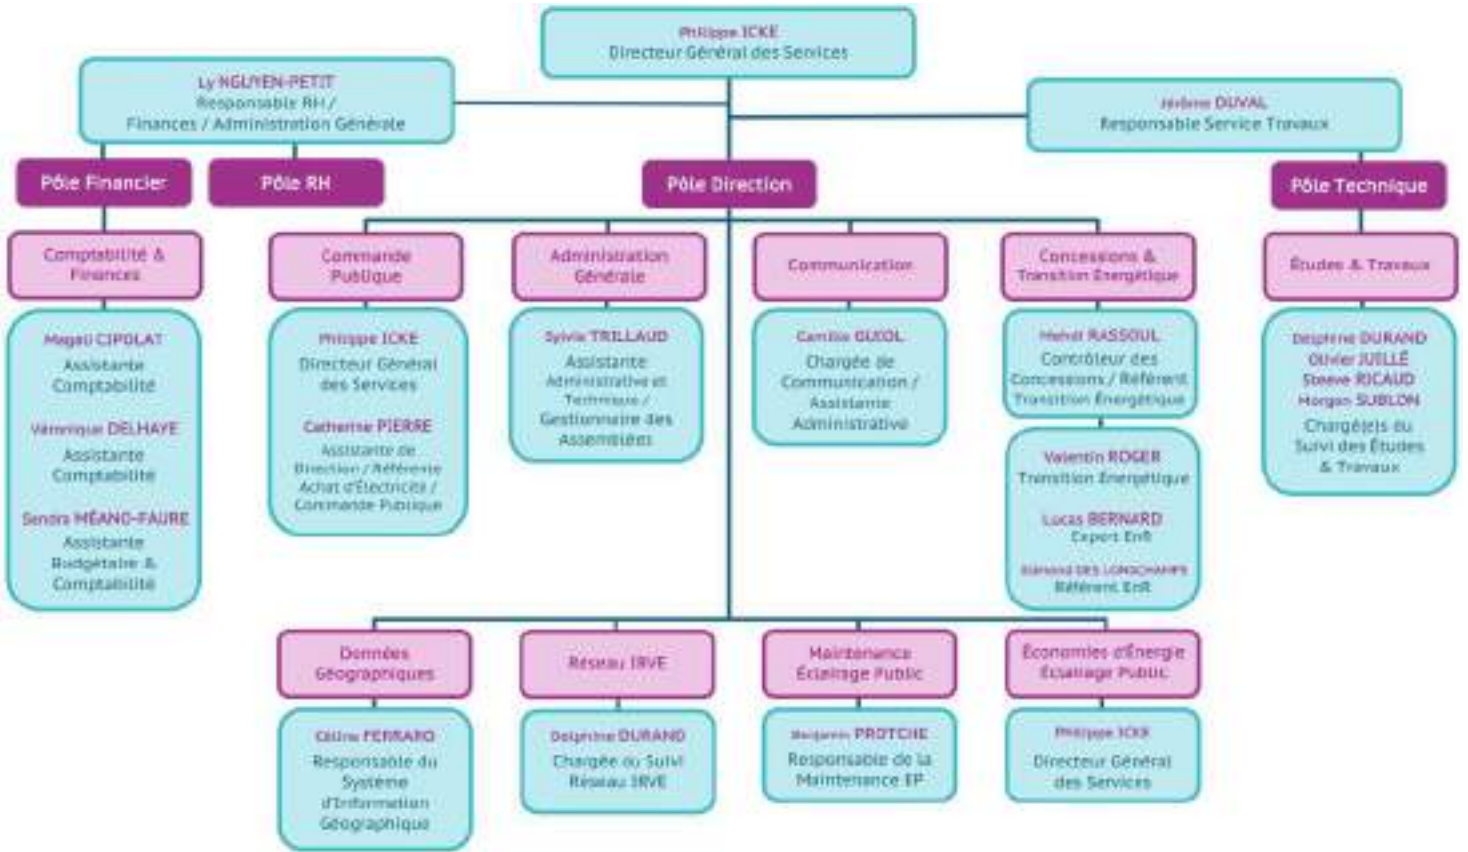 Philippe ICKE
Directeur Général des Services
Ly NGUYEN-PETIT
Responsable RH /
Finances / Administration Générale
Jérôme DUVAL
Responsable Service Travaux
Pôle Financier
Pôle RH
Pôle Direction
Pôle Technique
Comptabilité &
Finances
Magali CIPOLAT
Assistante
Comptabilité
Véronique DELHAYE
Assistante
Comptabilité
Sandra MÉANO-FAURE
Assistante
Budgétaire &
Comptabilité
Commande
Publique
Philippe ICKE
Directeur Général
des Services
Catherine PIERRE
Assistante de
Direction / Référente
Achat d'Électricité /
Commande Publique
Administration
Générale
Sylvie TRILLAUD
Assistante
Administrative et
Technique /
Gestionnaire des
Assemblées
Communication
Camille GUIOL
Chargée de
Communication /
Assistante
Administrative
Concessions &
Transition Énergétique
Mehdi RASSOUL
Contrôleur des
Concessions / Référent
Transition Énergétique
Valentin ROGER
Transition Énergétique
Lucas BERNARD
Expert EnR
DES LONGCHAMPS
Référent EnR
Études & Travaux
Delphine DURAND
Olivier JUILLÉ
Steeve RICAUD
Morgan SUBLON
Chargé(e)s du
Suivi des Études
& Travaux
Données
Géographiques
Céline FERRARO
Responsable du
Système
d'Information
Géographique
Réseau IRVE
Delphine DURAND
Chargée du Suivi
Réseau IRVE
Maintenance
Éclairage Public
Benjamin PROTCHE
Responsable de la
Maintenance EP
Économies d'Énergie
Éclairage Public
Philippe ICKE
Directeur Général
des Services